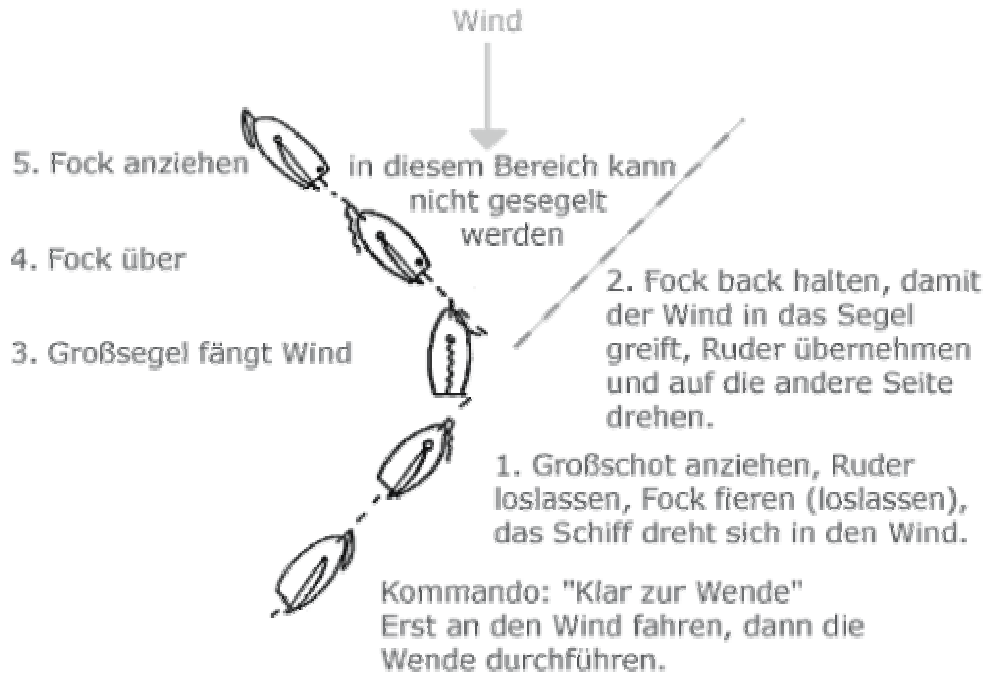 Wind
5. Fock anziehen
in diesem Bereich kann
nicht gesegelt
werden
4. Fock über
3. Großsegel fängt Wind
2. Fock back halten, damit
der Wind in das Segel
greift, Ruder übernehmen
und auf die andere Seite
drehen.
1. Großschot anziehen, Ruder
loslassen, Fock fieren (loslassen),
das Schiff dreht sich in den Wind.
Kommando: "Klar zur Wende"
Erst an den Wind fahren, dann die
Wende durchführen.